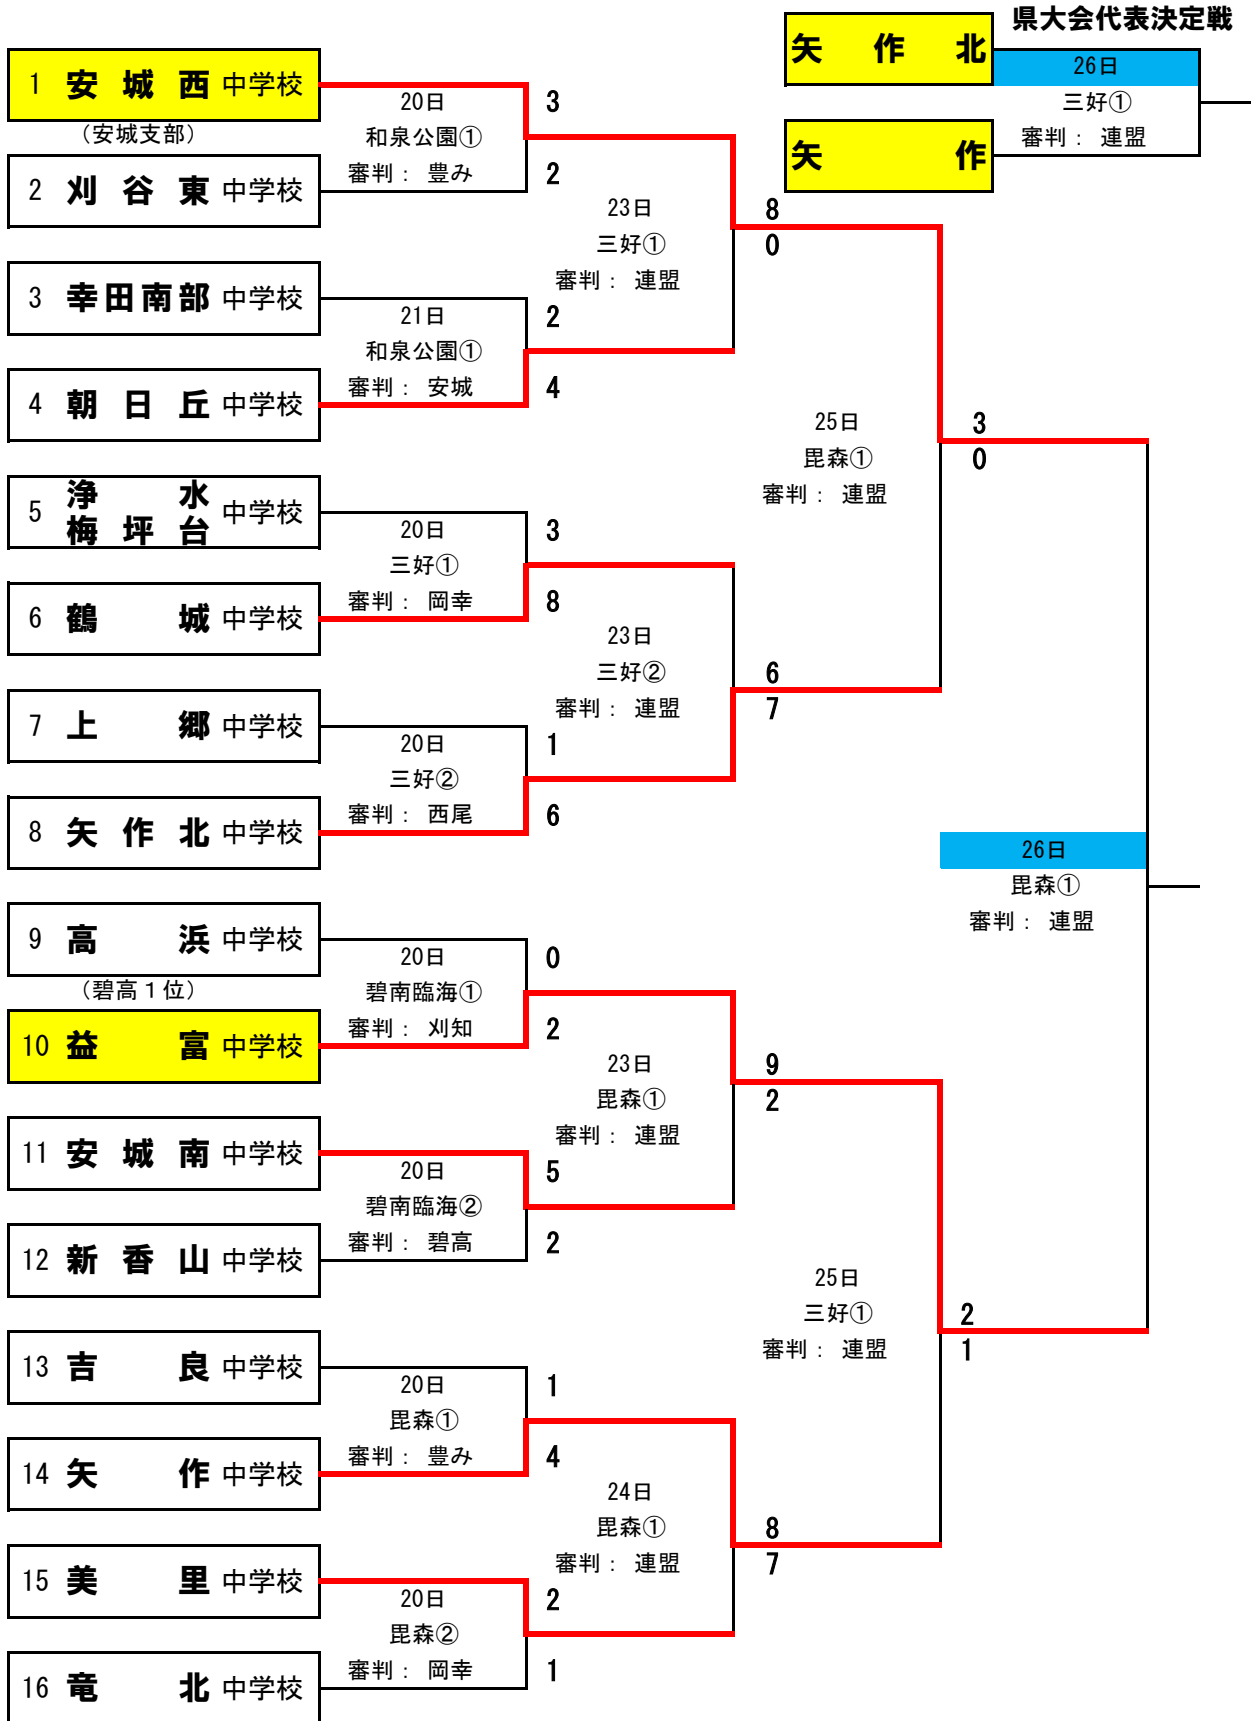 県大会代表決定戦
矢作北
26日
三好①
審判： 連盟
矢作
1 安城西 中学校
（安城支部）
20日
和泉公園①
審判： 豊み
3
2
2 刈谷東 中学校
23日
三好①
審判： 連盟
8
0
3 幸田南部 中学校
21日
和泉公園①
審判： 安城
2
4
4 朝日丘 中学校
25日
毘森①
審判： 連盟
3
0
5 浄水
梅坪台 中学校
20日
三好①
審判： 岡幸
3
8
6 鶴城 中学校
23日
三好②
審判： 連盟
6
7
7 上郷 中学校
20日
三好②
審判： 西尾
1
6
8 矢作北 中学校
26日
毘森①
審判： 連盟
9 高浜 中学校
（碧高１位）
20日
碧南臨海①
審判： 刈知
0
2
10 益富 中学校
23日
毘森①
審判： 連盟
9
2
11 安城南 中学校
20日
碧南臨海②
審判： 碧高
5
2
12 新香山 中学校
25日
三好①
審判： 連盟
2
1
13 吉良 中学校
20日
毘森①
審判： 豊み
1
4
14 矢作 中学校
24日
毘森①
審判： 連盟
8
7
15 美里 中学校
20日
毘森②
審判： 岡幸
2
1
16 竜北 中学校